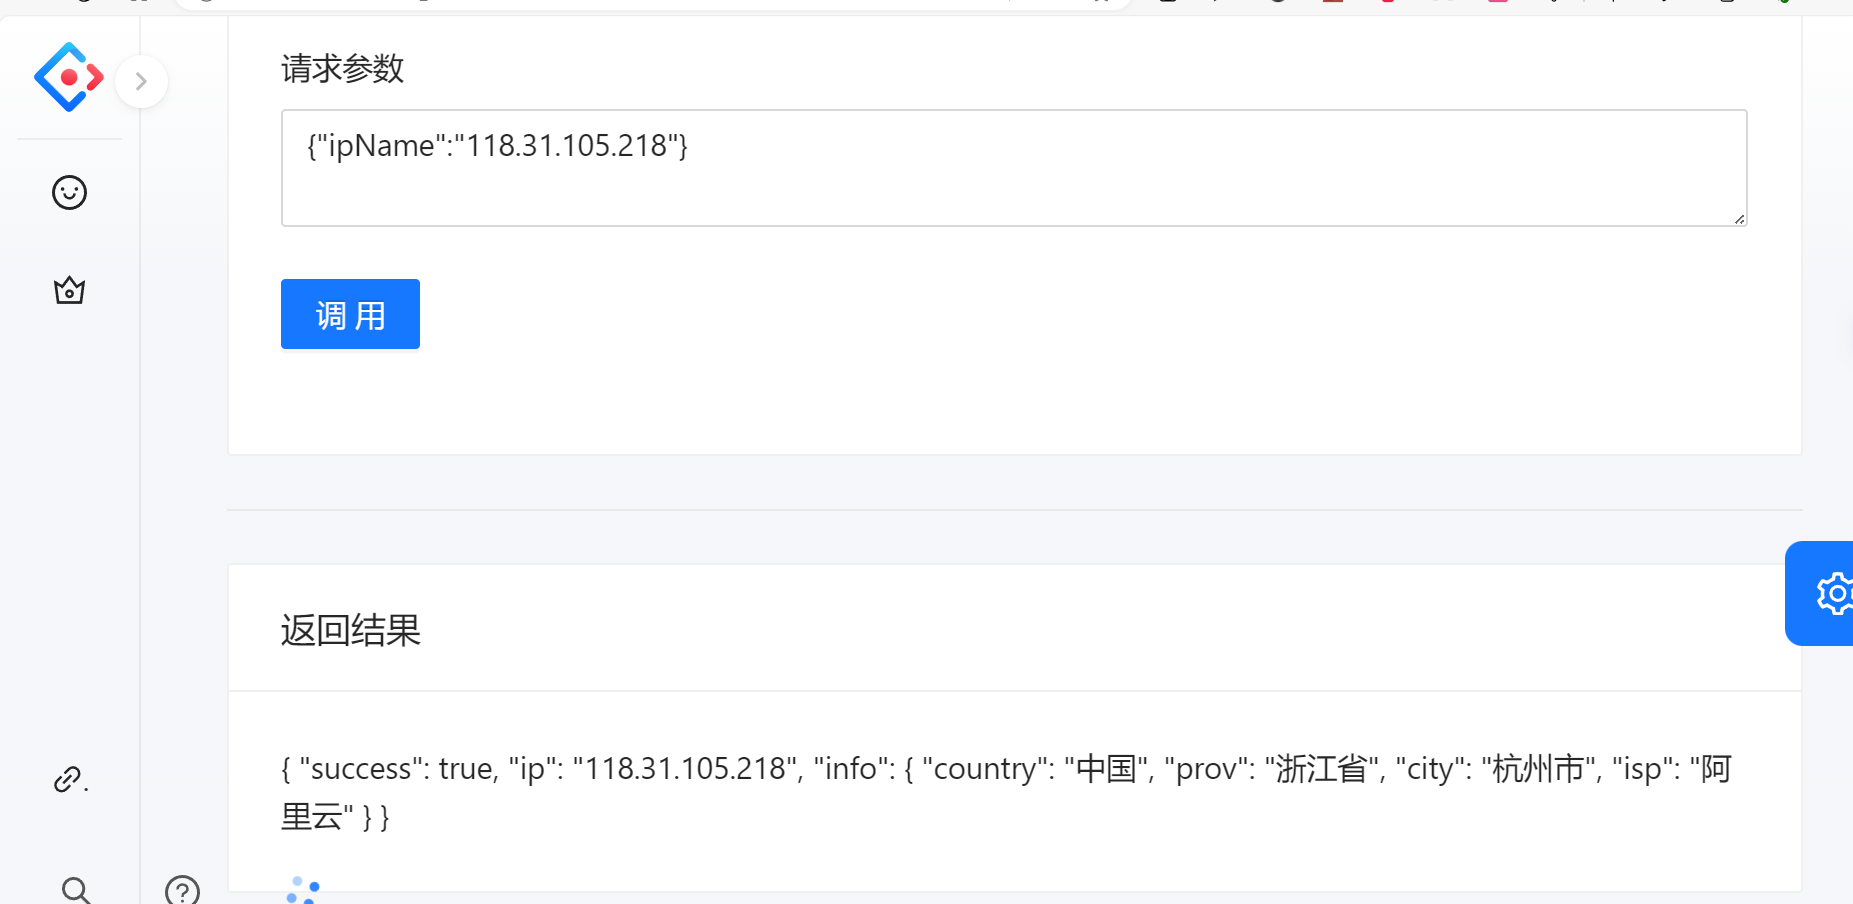 请求参数
{"ipName":"118.31.105.218"}
调 用
返回结果
{ "success": true, "ip": "118.31.105.218", "info": { "country": "中国", "prov": "浙江省", "city": "杭州市", "isp": "阿
里云" } }